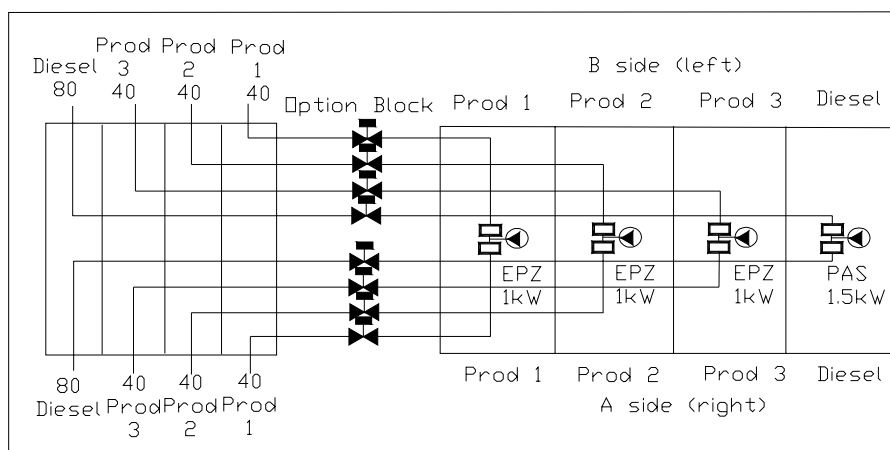 Prod Prod Prod
Diesel 3 2 1
80 40 40 40
Option Block
B side (left)
Prod 1 Prod 2 Prod 3 Diesel
EPZ EPZ EPZ PAS
1kW 1kW 1kW 1.5kW
80 40 40 40
Diesel Prod Prod Prod
3 2 1
Prod 1 Prod 2 Prod 3 Diesel
A side (right)